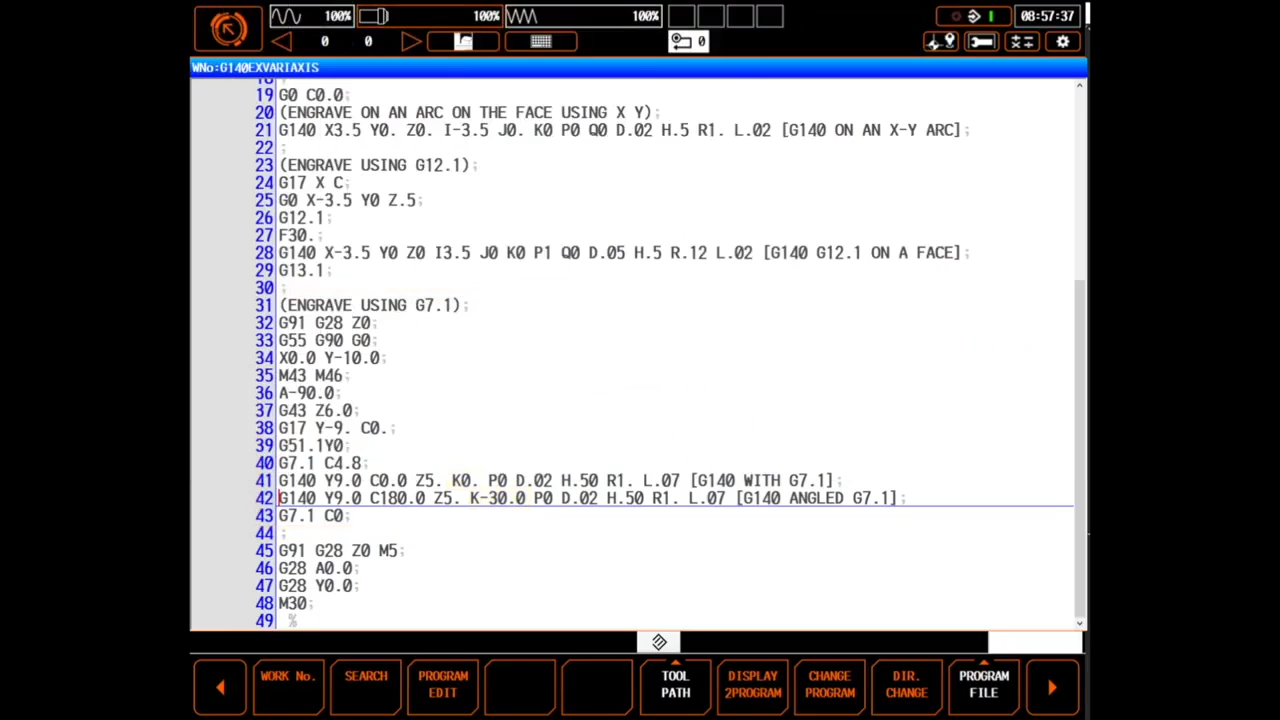 100%
100%
100%
08:57:37
0
0
0
WNo:G140EXVARIAXIS
18 ;
19 G0 C0.0;
20 (ENGRAVE ON AN ARC ON THE FACE USING X Y);
21 G140 X3.5 Y0. Z0. I-3.5 J0. K0 P0 Q0 D.02 H.5 R1. L.02 [G140 ON AN X-Y ARC];
22 ;
23 (ENGRAVE USING G12.1);
24 G17 X C;
25 G0 X-3.5 Y0 Z.5;
26 G12.1;
27 F30.;
28 G140 X-3.5 Y0 Z0 I3.5 J0 K0 P1 Q0 D.05 H.5 R.12 L.02 [G140 G12.1 ON A FACE];
29 G13.1;
30 ;
31 (ENGRAVE USING G7.1);
32 G91 G28 Z0;
33 G55 G90 G0;
34 X0.0 Y-10.0;
35 M43 M46;
36 A-90.0;
37 G43 Z6.0;
38 G17 Y-9. C0.;
39 G51.1Y0;
40 G7.1 C4.8;
41 G140 Y9.0 C0.0 Z5. K0. P0 D.02 H.50 R1. L.07 [G140 WITH G7.1];
42 G140 Y9.0 C180.0 Z5. K-30.0 P0 D.02 H.50 R1. L.07 [G140 ANGLED G7.1];
43 G7.1 C0;
44 ;
45 G91 G28 Z0 M5;
46 G28 A0.0;
47 G28 Y0.0;
48 M30;
49 %
WORK No.
SEARCH
PROGRAM
EDIT
TOOL
PATH
DISPLAY
2PROGRAM
CHANGE
PROGRAM
DIR.
CHANGE
PROGRAM
FILE